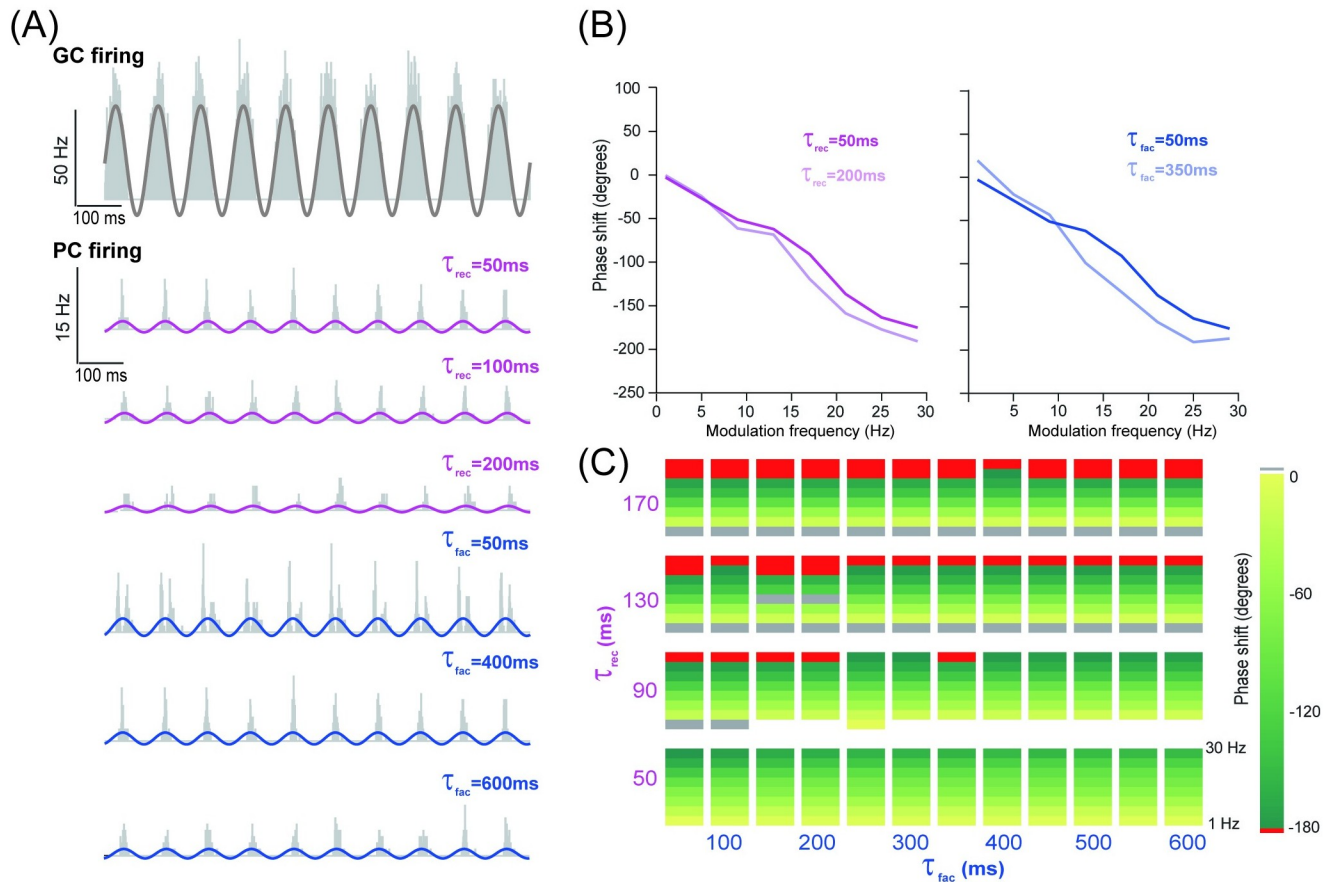 (A)
GC firing
50 Hz
100 ms
PC firing
15 Hz
100 ms
τrec=50ms
τrec=100ms
τrec=200ms
τfac=50ms
τfac=400ms
τfac=600ms
(B)
Phase shift (degrees)
100
50
0
-50
-100
-150
-200
-250
0 5 10 15 20 25 30
Modulation frequency (Hz)
τrec=50ms
τrec=200ms
τfac=50ms
τfac=350ms
5 10 15 20 25 30
Modulation frequency (Hz)
(C)
τrec (ms)
170
130
90
50
100 200 300 400 500 600
τfac (ms)
30 Hz
1 Hz
Phase shift (degrees)
0
-60
-120
-180